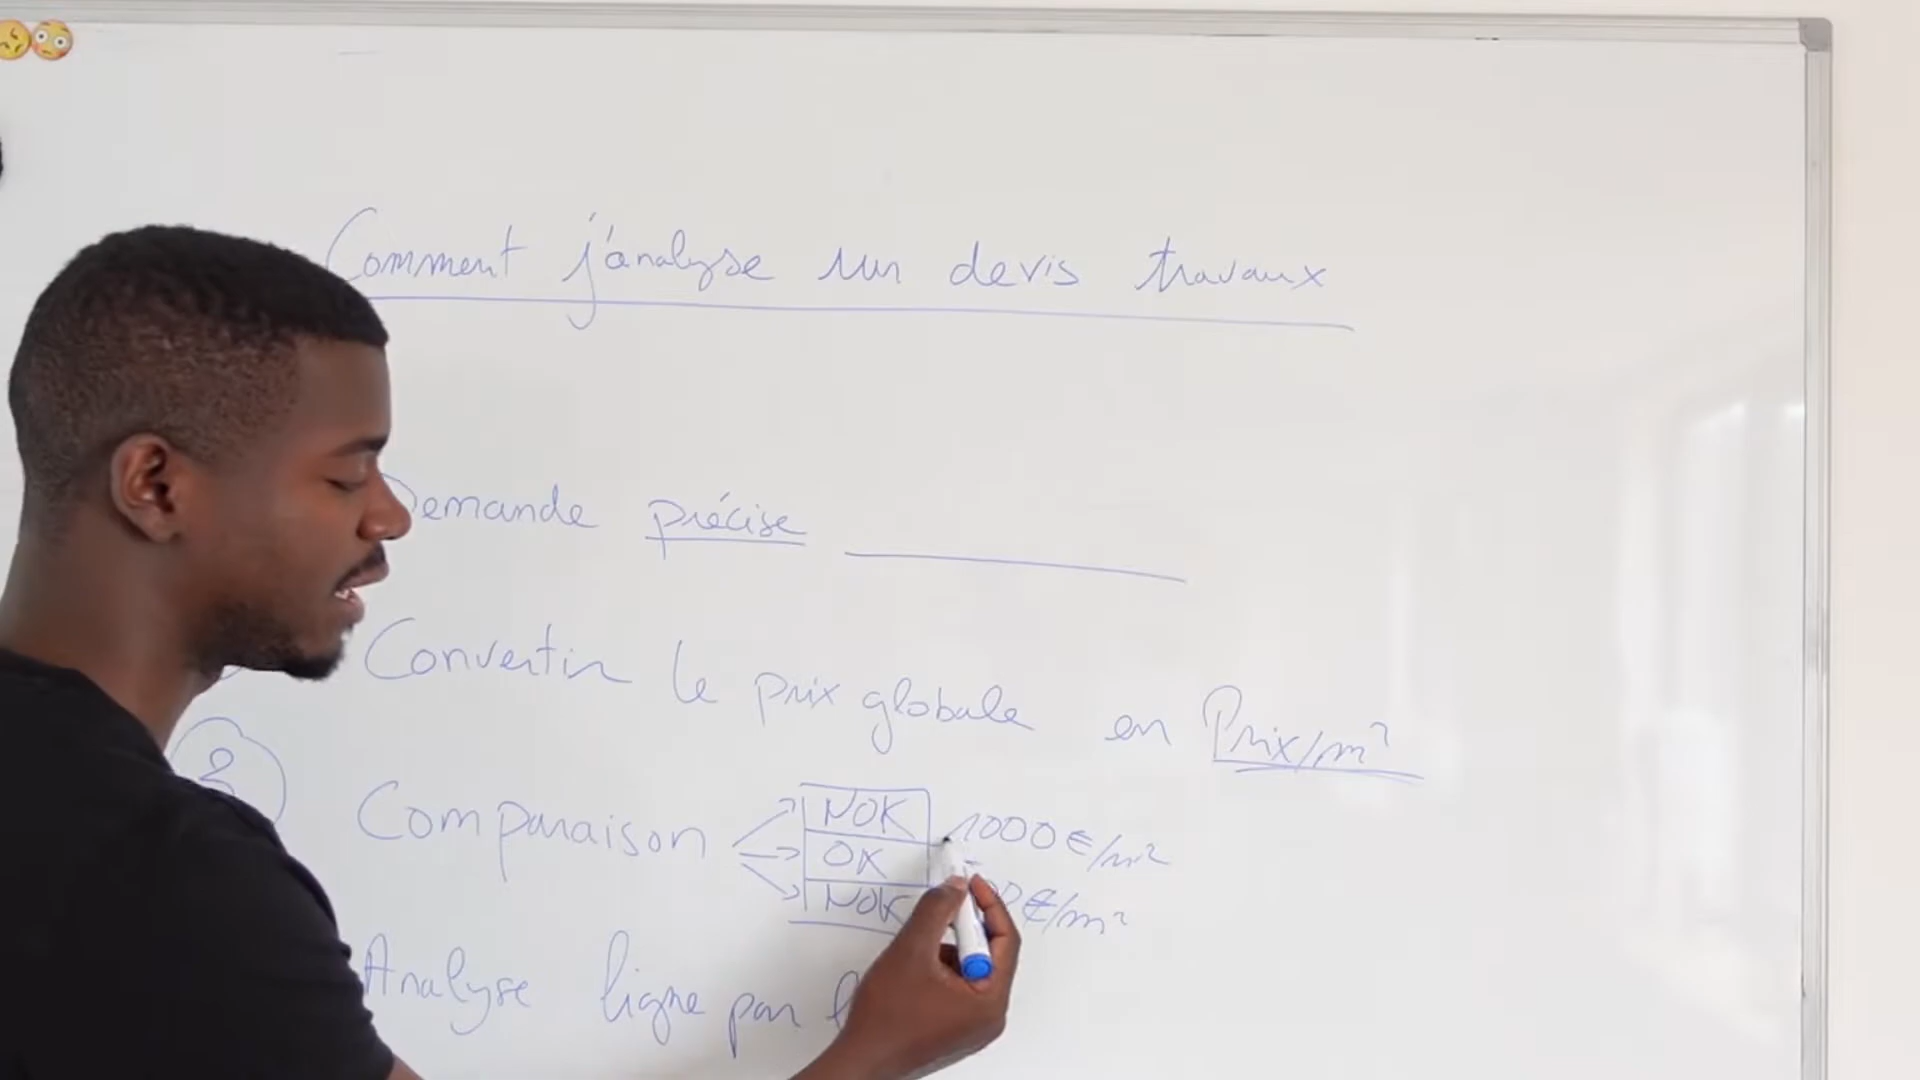 Comment j'analyse un devis travaux
Demande précise
Convertir le prix globale en Prix/m²
3
Comparaison
NOK 1000€/m²
OK
NOK €/m²
Analyse ligne par